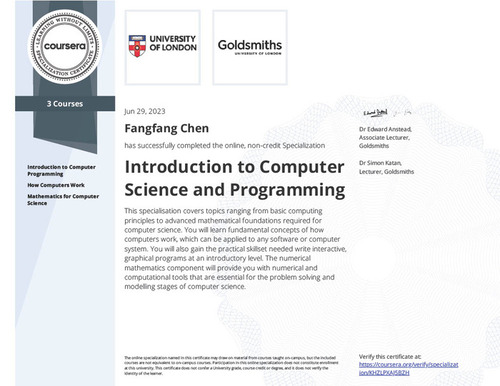 LEARNING WITHOUT LIMITS
coursera
SPECIALISATION CERTIFICATE
UNIVERSITY
OF LONDON
Goldsmiths
UNIVERSITY OF LONDON
3 Courses
Introduction to Computer
Programming
How Computers Work
Mathematics for Computer
Science
Jun 29, 2023
Fangfang Chen
has successfully completed the online, non-credit Specialization
Introduction to Computer
Science and Programming
This specialisation covers topics ranging from basic computing
principles to advanced mathematical foundations required for
computer science. You will learn fundamental concepts of how
computers work, which can be applied to any software or computer
system. You will also gain the practical skillset needed write interactive,
graphical programs at an introductory level. The numerical
mathematics component will provide you with numerical and
computational tools that are essential for the problem solving and
modelling stages of computer science.
Dr Edward Anstead,
Associate Lecturer,
Goldsmiths
Dr Simon Katan,
Lecturer, Goldsmiths
The online specialization named in this certificate may draw on material from courses taught on-campus, but the included
courses are not equivalent to on-campus courses. Participation in this online specialization does not constitute enrollment
at this university. This certificate does not confer a University grade, course credit or degree, and it does not verify the
identity of the learner.
Verify this certificate at:
https://coursera.org/verify/specializat